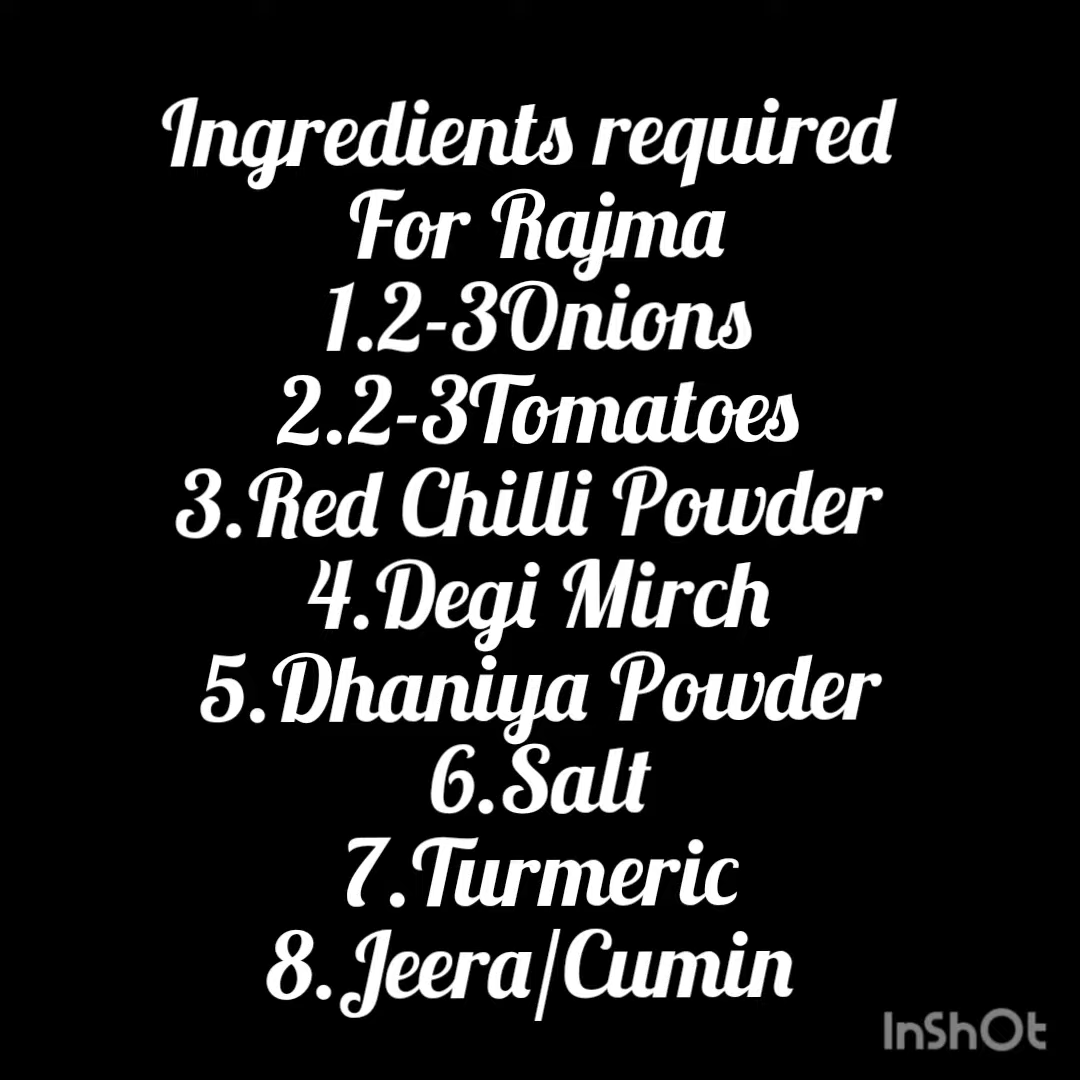 Ingredients required
For Rajma
1.2-3Onions
2.2-3Tomatoes
3.Red Chilli Powder
4.Degi Mirch
5.Dhaniya Powder
6.Salt
7.Turmeric
8.Jeera/Cumin
InShOt